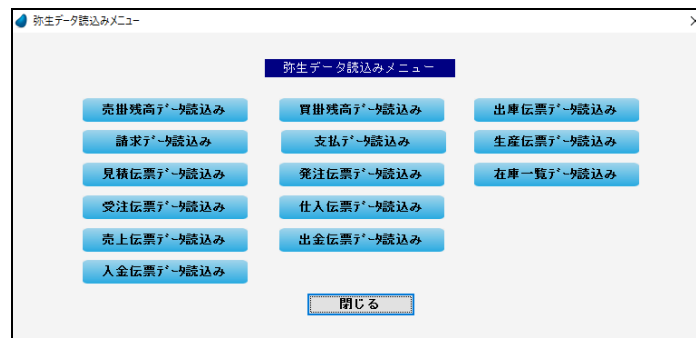 弥生データ読込みメニュー
弥生データ読込みメニュー
売掛残高ﾃﾞｰﾀ読込み 買掛残高ﾃﾞｰﾀ読込み 出庫伝票ﾃﾞｰﾀ読込み
請求ﾃﾞｰﾀ読込み 支払ﾃﾞｰﾀ読込み 生産伝票ﾃﾞｰﾀ読込み
見積伝票ﾃﾞｰﾀ読込み 発注伝票ﾃﾞｰﾀ読込み 在庫一覧ﾃﾞｰﾀ読込み
受注伝票ﾃﾞｰﾀ読込み 仕入伝票ﾃﾞｰﾀ読込み
売上伝票ﾃﾞｰﾀ読込み 出金伝票ﾃﾞｰﾀ読込み
入金伝票ﾃﾞｰﾀ読込み
閉じる